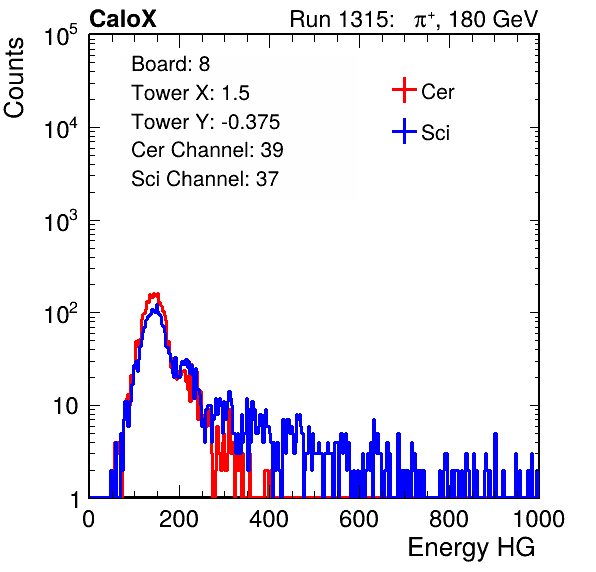 CaloX Run 1315: π⁺, 180 GeV
Counts
Board: 8
Tower X: 1.5
Tower Y: -0.375
Cer Channel: 39
Sci Channel: 37
Cer
Sci
10⁵
10⁴
10³
10²
10
1
0 200 400 600 800 1000
Energy HG